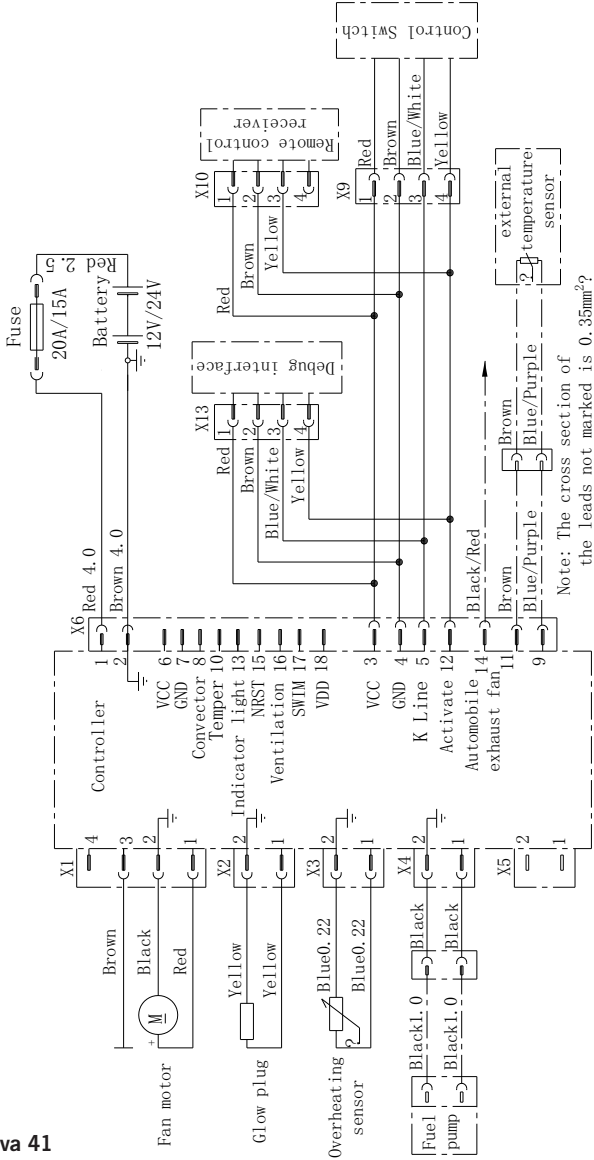 Fuse
20A/15A
Red 2.5
Battery
12V/24V
Control Switch
Remote control
receiver
X10
1
2
3
4
Red
Brown
Yellow
X9
1
2
3
4
Red
Brown
Blue/White
Yellow
Debug interface
X13
1
2
3
4
Red
Brown
Blue/White
Yellow
external
temperature
sensor
?
Brown
Blue/Purple
Note: The cross section of
the leads not marked is 0.35mm²?
X6
Red 4.0
Brown 4.0
Black/Red
Brown
Blue/Purple
Controller
1
2
6 VCC
7 GND
8 Convector
10 Temper
13 Indicator light
15 NRST
16 Ventilation
17 SWIM
18 VDD
3 VCC
4 GND
5 K Line
12 Activate
14 Automobile
exhaust fan
11
9
X1
4
3
2
1
Brown
Black
Red
+
M
Fan motor
X2
2
1
Yellow
Yellow
Glow plug
X3
2
1
Blue0.22
Blue0.22
?
Overheating
sensor
X4
2
1
Black
Black
Black1.0
Black1.0
Fuel
pump
X5
2
1
va 41